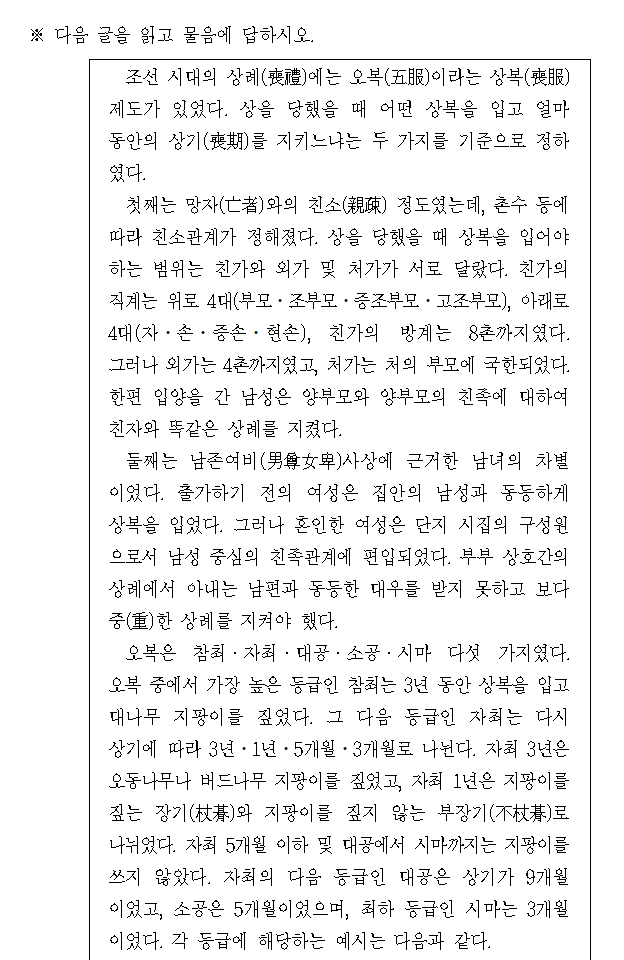 ※ 다음 글을 읽고 물음에 답하시오.
조선 시대의 상례(喪禮)에는 오복(五服)이라는 상복(喪服)
제도가 있었다. 상을 당했을 때 어떤 상복을 입고 얼마
동안의 상기(喪期)를 지키느냐는 두 가지를 기준으로 정하
였다.
첫째는 망자(亡者)와의 친소(親疎) 정도였는데, 촌수 등에
따라 친소관계가 정해졌다. 상을 당했을 때 상복을 입어야
하는 범위는 친가와 외가 및 처가가 서로 달랐다. 친가의
직계는 위로 4대(부모·조부모·증조부모·고조부모), 아래로
4대(자·손·증손·현손), 친가의 방계는 8촌까지였다.
그러나 외가는 4촌까지였고, 처가는 처의 부모에 국한되었다.
한편 입양을 간 남성은 양부모와 양부모의 친족에 대하여
친자와 똑같은 상례를 지켰다.
둘째는 남존여비(男尊女卑)사상에 근거한 남녀의 차별
이었다. 출가하기 전의 여성은 집안의 남성과 동등하게
상복을 입었다. 그러나 혼인한 여성은 단지 시집의 구성원
으로서 남성 중심의 친족관계에 편입되었다. 부부 상호간의
상례에서 아내는 남편과 동등한 대우를 받지 못하고 보다
중(重)한 상례를 지켜야 했다.
오복은 참최·자최·대공·소공·시마 다섯 가지였다.
오복 중에서 가장 높은 등급인 참최는 3년 동안 상복을 입고
대나무 지팡이를 짚었다. 그 다음 등급인 자최는 다시
상기에 따라 3년·1년·5개월·3개월로 나뉜다. 자최 3년은
오동나무나 버드나무 지팡이를 짚었고, 자최 1년은 지팡이를
짚는 장기(杖朞)와 지팡이를 짚지 않는 부장기(不杖朞)로
나뉘었다. 자최 5개월 이하 및 대공에서 시마까지는 지팡이를
쓰지 않았다. 자최의 다음 등급인 대공은 상기가 9개월
이었고, 소공은 5개월이었으며, 최하 등급인 시마는 3개월
이었다. 각 등급에 해당하는 예시는 다음과 같다.